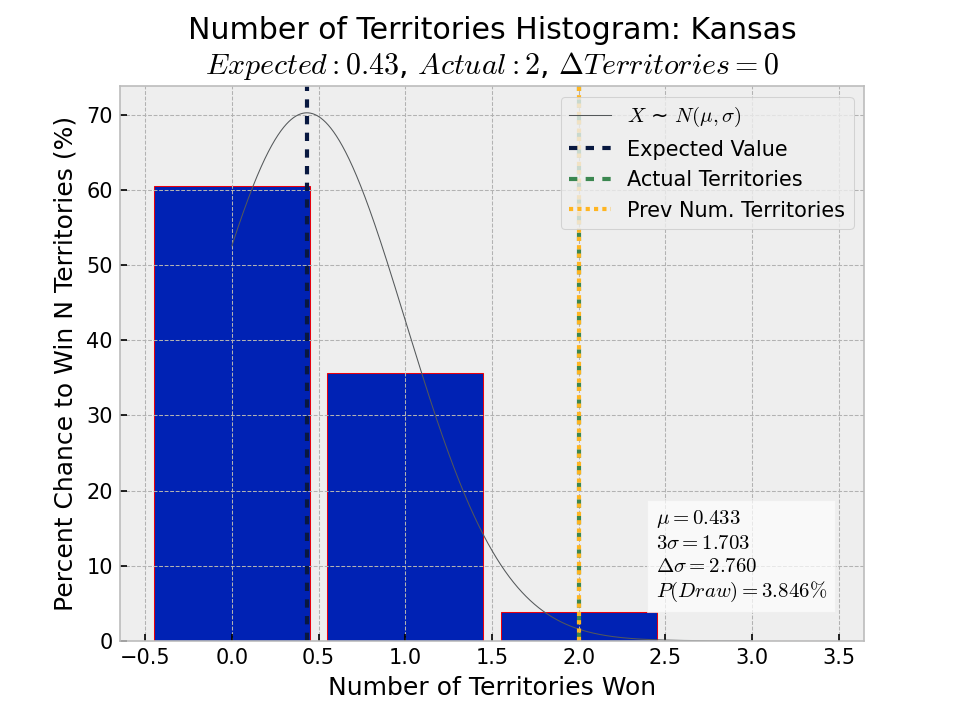 Number of Territories Histogram: Kansas
Expected : 0.43, Actual : 2, ΔTerritories = 0
Percent Chance to Win N Territories (%)
70
60
50
40
30
20
10
0
X ~ N(μ, σ)
Expected Value
Actual Territories
Prev Num. Territories
μ = 0.433
3σ = 1.703
Δσ = 2.760
P(Draw) = 3.846%
−0.5 0.0 0.5 1.0 1.5 2.0 2.5 3.0 3.5
Number of Territories Won